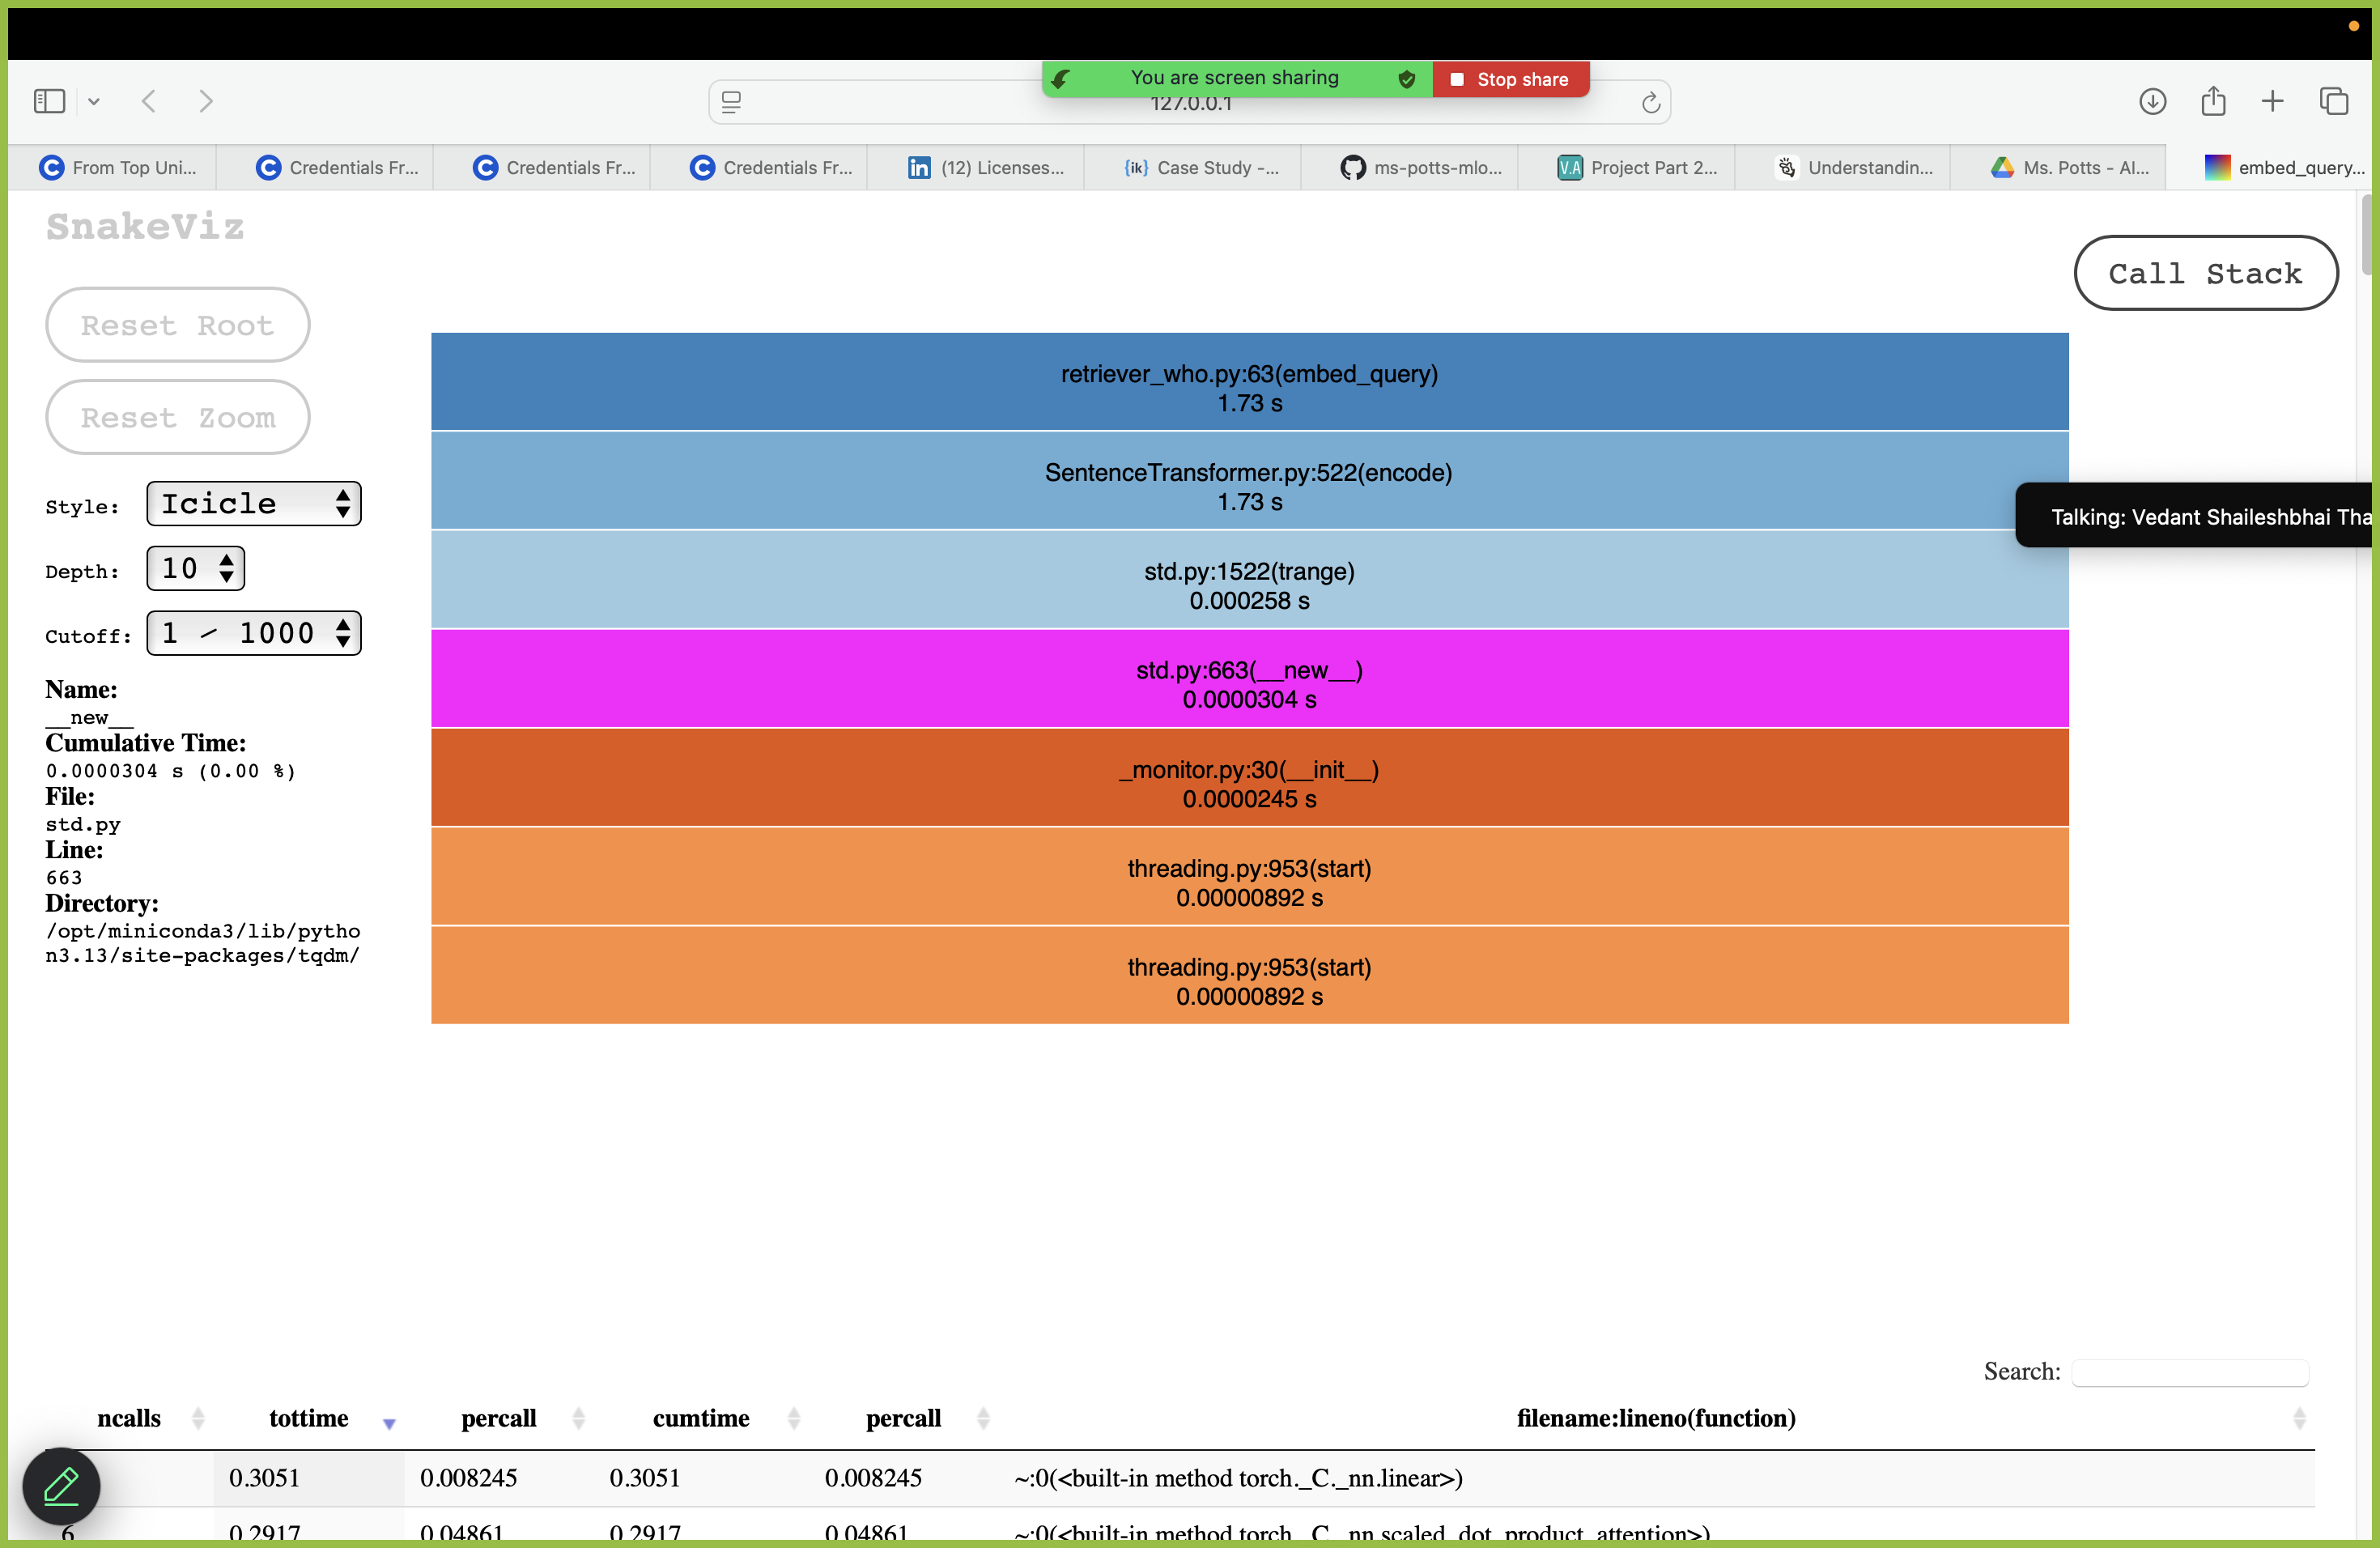 You are screen sharing
Stop share
127.0.0.1
From Top Uni...
Credentials Fr...
Credentials Fr...
Credentials Fr...
(12) Licenses...
{ik} Case Study -...
ms-potts-mlo...
V.A Project Part 2...
Understandin...
Ms. Potts - AI...
embed_query...
SnakeViz
Call Stack
Reset Root
Reset Zoom
Style: Icicle
Depth: 10
Cutoff: 1 / 1000
Name:
__new__
Cumulative Time:
0.0000304 s (0.00 %)
File:
std.py
Line:
663
Directory:
/opt/miniconda3/lib/pytho
n3.13/site-packages/tqdm/
retriever_who.py:63(embed_query)
1.73 s
SentenceTransformer.py:522(encode)
1.73 s
std.py:1522(trange)
0.000258 s
std.py:663(__new__)
0.0000304 s
_monitor.py:30(__init__)
0.0000245 s
threading.py:953(start)
0.00000892 s
threading.py:953(start)
0.00000892 s
Talking: Vedant Shaileshbhai Tha
Search:
ncalls tottime percall cumtime percall filename:lineno(function)
0.3051 0.008245 0.3051 0.008245 ~:0(<built-in method torch._C._nn.linear>)
6 0.2917 0.04861 0.2917 0.04861 ~:0(<built-in method torch._C._nn.scaled_dot_product_attention>)